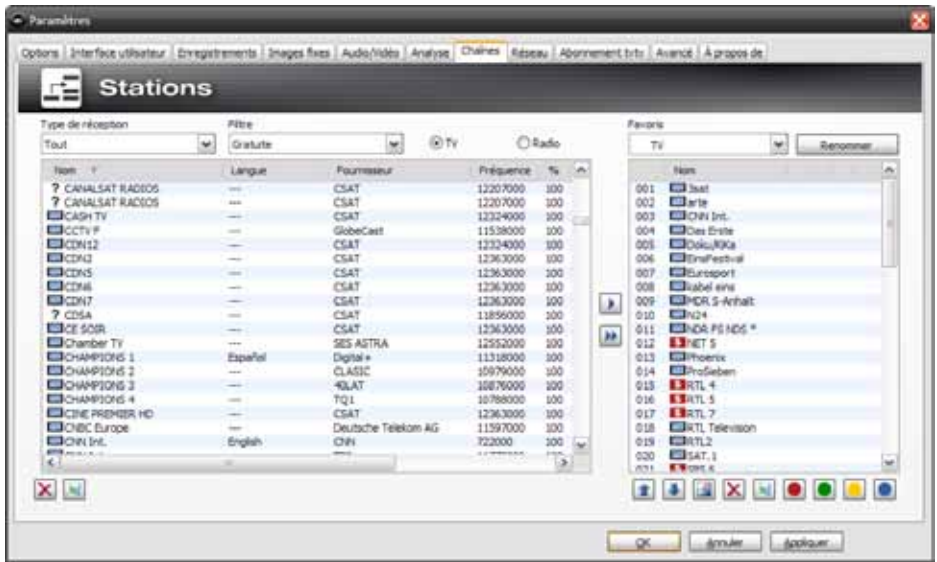 Paramètres
Options Interface utilisateur Enregistrements Images fixes Audio/Vidéo Analyse Chaînes Réseau Abonnement tvtv Avancé À propos de
Stations
Type de réception Filtre Favoris
Tout Gratuite TV Radio TV Renommer
Nom Langue Fournisseur Fréquence % Nom
? CANALSAT RADIOS --- CSAT 12207000 100
? CANALSAT RADIOS --- CSAT 12207000 100
CASH TV --- CSAT 12324000 100
CCTV F --- GlobeCast 11538000 100
CDN12 --- CSAT 12324000 100
CDN2 --- CSAT 12363000 100
CDN5 --- CSAT 12363000 100
CDN6 --- CSAT 12363000 100
CDN7 --- CSAT 12363000 100
? CDSA --- CSAT 11856000 100
CE SOIR --- CSAT 12363000 100
Chamber TV --- SES ASTRA 12552000 100
CHAMPIONS 1 Español Digital+ 11318000 100
CHAMPIONS 2 --- CLASIC 10979000 100
CHAMPIONS 3 --- 40LAT 10876000 100
CHAMPIONS 4 --- TQ1 10788000 100
CINE PREMIER HD --- CSAT 12363000 100
CNBC Europe --- Deutsche Telekom AG 11597000 100
CNN Int. English CNN 722000 100
001 3sat
002 arte
003 CNN Int.
004 Das Erste
005 Doku/KiKa
006 EinsFestival
007 Eurosport
008 kabel eins
009 MDR S-Anhalt
010 N24
011 NDR FS NDS *
012 NET 5
013 Phoenix
014 ProSieben
015 RTL 4
016 RTL 5
017 RTL 7
018 RTL Television
019 RTL2
020 SAT.1
021 SBS 6
OK Annuler Appliquer